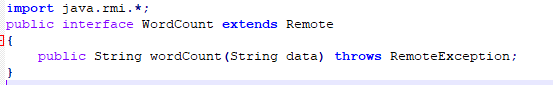 import java.rmi.*;
public interface WordCount extends Remote
{
    public String wordCount(String data) throws RemoteException;
}